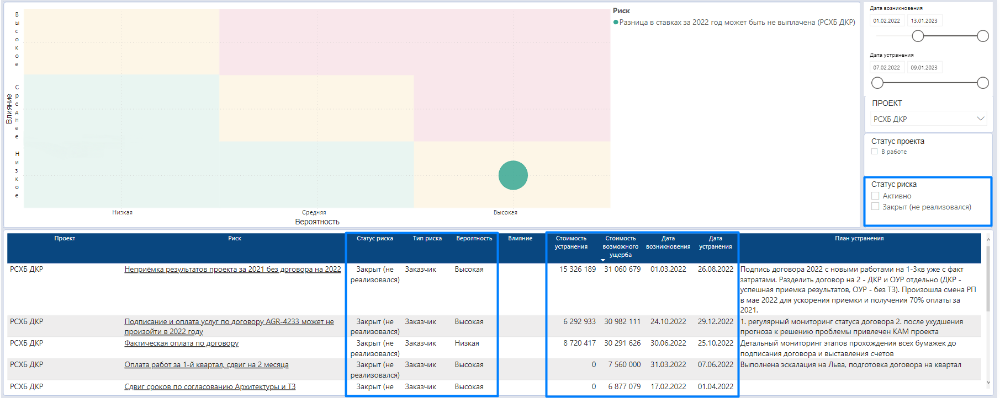 Высокое
Среднее
Низкое
Влияние
Низкая
Средняя
Высокая
Вероятность
Риск
Разница в ставках за 2022 год может быть не выплачена (РСХБ ДКР)
Дата возникновения
01.02.2022 13.01.2023
Дата устранения
07.02.2022 09.01.2023
ПРОЕКТ
РСХБ ДКР
Статус проекта
В работе
Статус риска
Активно
Закрыт (не реализовался)
Проект Риск Статус риска Тип риска Вероятность Влияние Стоимость Стоимость Дата Дата План устранения
устранения возможного возникновения устранения
ущерба
РСХБ ДКР Неприёмка результатов проекта за 2021 без договора на 2022 Закрыт (не Заказчик Высокая 15 326 189 31 060 679 01.03.2022 26.08.2022 Подпись договора 2022 с новыми работами на 1-3кв уже с факт
реализовался) затратами. Разделить договор на 2 - ДКР и ОУР отдельно (ДКР -
успешная приемка результатов, ОУР - без ТЗ). Произошла смена РП
в мае 2022 для ускорения приемки и получения 70% оплаты за
2021.
РСХБ ДКР Подписание и оплата услуг по договору AGR-4233 может не Закрыт (не Заказчик Высокая 6 292 933 30 982 111 24.10.2022 29.12.2022 1. регулярный мониторинг статуса договора 2. после ухудшения
произойти в 2022 году реализовался) прогноза к решению проблемы привлечен КАМ проекта
РСХБ ДКР Фактическая оплата по договору Закрыт (не Заказчик Низкая 8 720 417 30 291 626 30.06.2022 25.10.2022 Детальный мониторинг этапов прохождения всех бумажек до
реализовался) подписания договора и выставления счетов
РСХБ ДКР Оплата работ за 1-й квартал, сдвиг на 2 месяца Закрыт (не Заказчик Высокая 0 7 560 000 31.03.2022 07.06.2022 Выполнена эскалация на Льва, подготовка договора на квартал
реализовался)
РСХБ ДКР Сдвиг сроков по согласованию Архитектуры и ТЗ Закрыт (не Заказчик Высокая 0 6 877 079 17.02.2022 01.04.2022